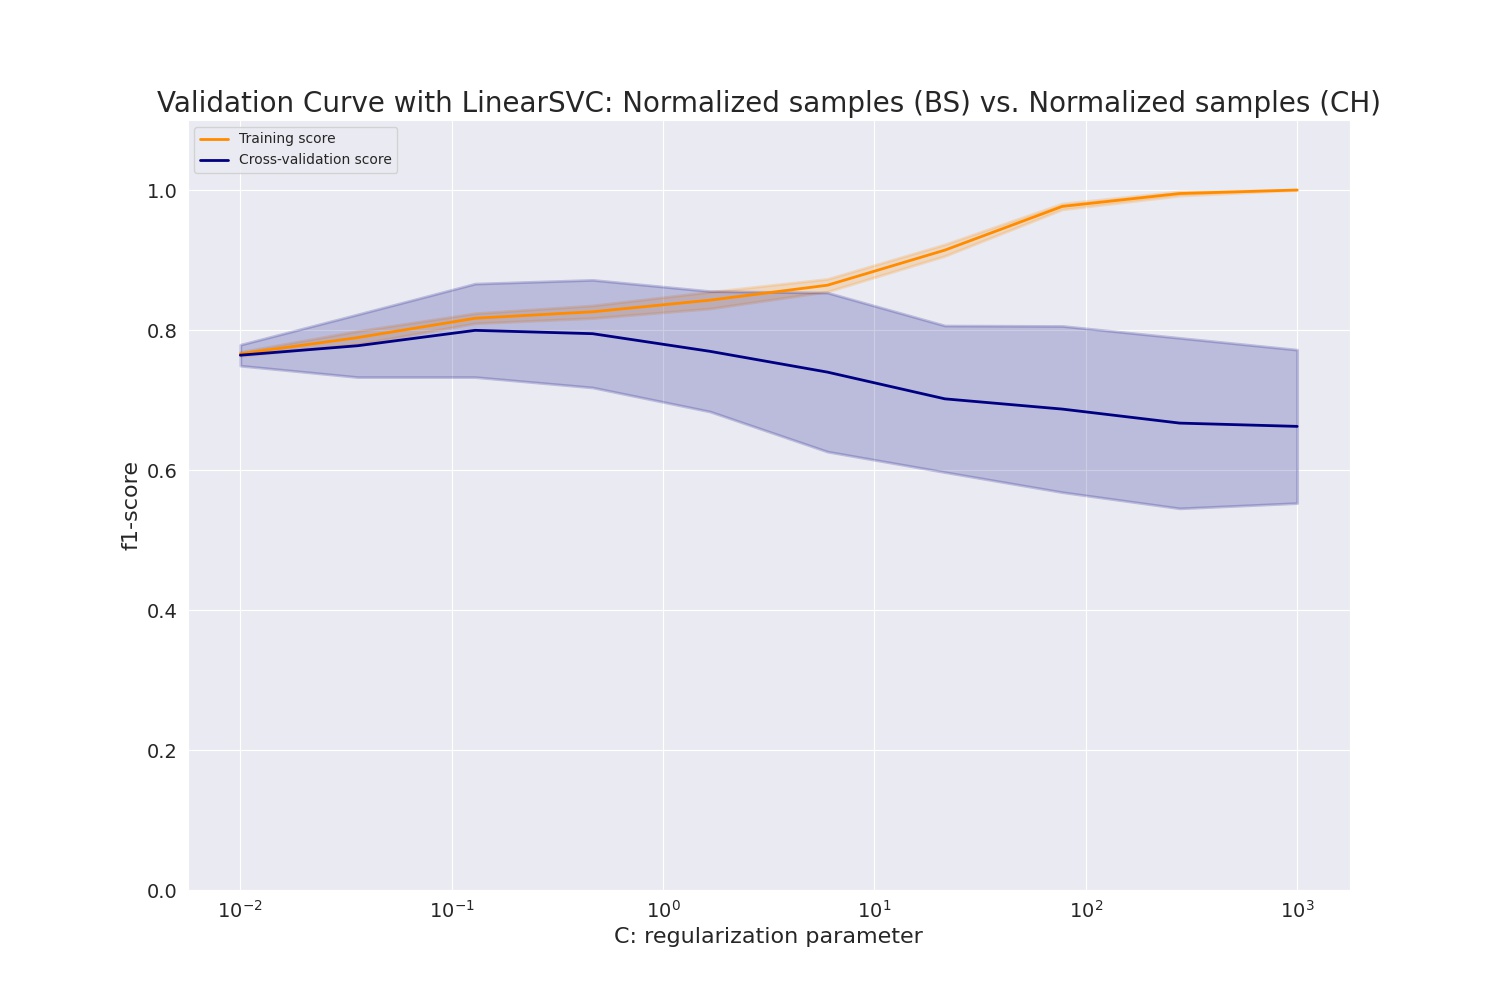 Validation Curve with LinearSVC: Normalized samples (BS) vs. Normalized samples (CH)
Training score
Cross-validation score
1.0
0.8
0.6
0.4
0.2
0.0
f1-score
10⁻² 10⁻¹ 10⁰ 10¹ 10² 10³
C: regularization parameter